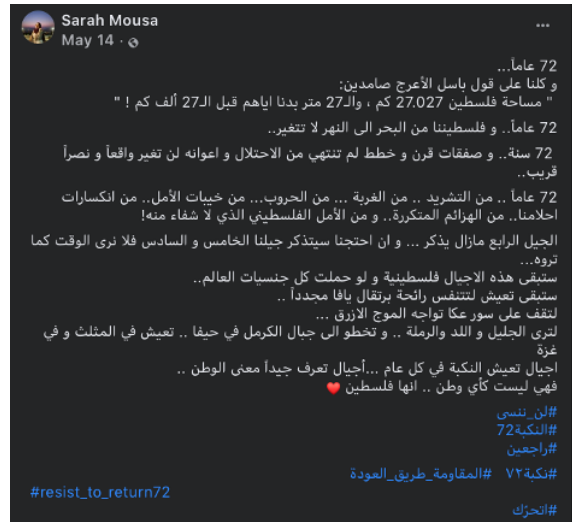 Sarah Mousa
May 14
72 عاماً...
و كلنا على قول باسل الأعرج صامدين:
" مساحة فلسطين 27.027 كم ، والـ27 متر بدنا اياهم قبل الـ27 ألف كم ! "
72 عاماً.. و فلسطيننا من البحر الى النهر لا تتغير..
72 سنة.. و صفقات قرن و خطط لم تنتهي من الاحتلال و اعوانه لن تغير واقعاً و نصراً
قريب..
72 عاماً .. من التشريد .. من الغربة ... من الحروب... من خيبات الأمل.. من انكسارات
احلامنا.. من الهزائم المتكررة.. و من الأمل الفلسطيني الذي لا شفاء منه!
الجيل الرابع مازال يذكر ... و ان احتجنا سيتذكر جيلنا الخامس و السادس فلا نرى الوقت كما
تروه...
ستبقى هذه الاجيال فلسطينية و لو حملت كل جنسيات العالم..
ستبقى تعيش لتتنفس رائحة برتقال يافا مجدداً ..
لتقف على سور عكا تواجه الموج الازرق ...
لترى الجليل و اللد والرملة .. و تخطو الى جبال الكرمل في حيفا .. تعيش في المثلث و في
غزة
اجيال تعيش النكبة في كل عام ...أجيال تعرف جيداً معنى الوطن ..
فهي ليست كأي وطن .. انها فلسطين ❤️
#لن_ننسى
#النكبة72
#راجعين
#نكبة٧٢ #المقاومة_طريق_العودة
#resist_to_return72
#اتحرّك